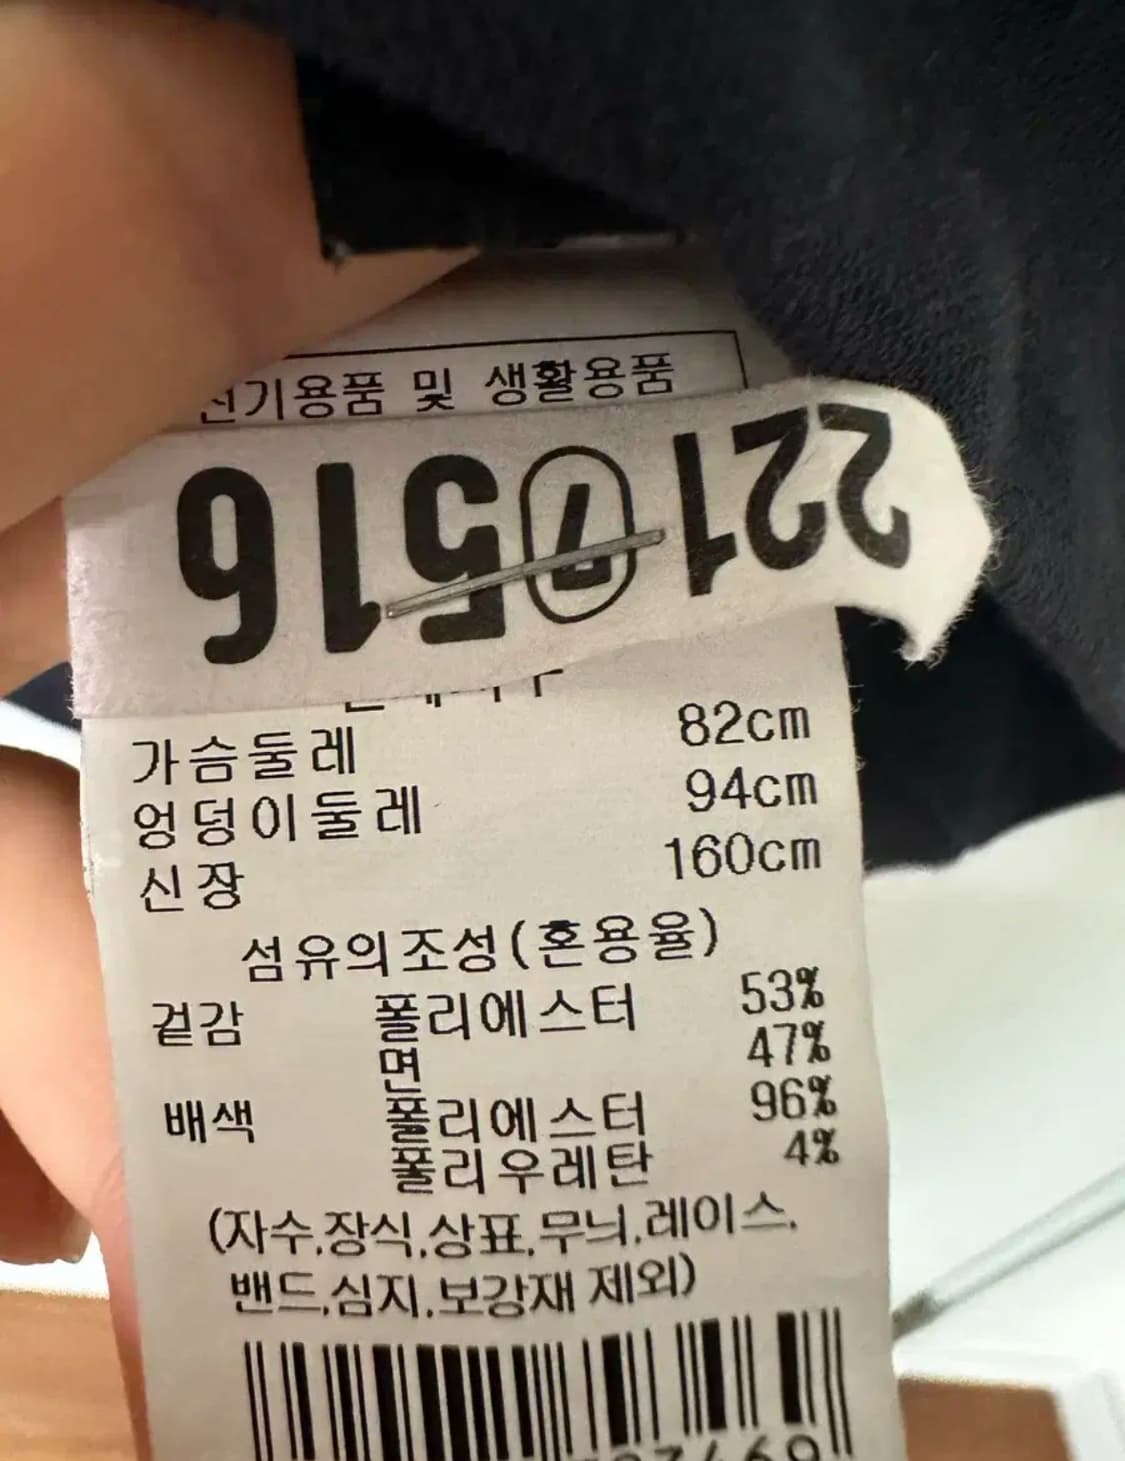 전기용품 및 생활용품
221 7 516
가슴둘레 82cm
엉덩이둘레 94cm
신장 160cm
섬유의조성(혼용율)
겉감 폴리에스터 53%
면 47%
배색 폴리에스터 96%
폴리우레탄 4%
(자수,장식,상표,무늬,레이스,
밴드,심지,보강재 제외)